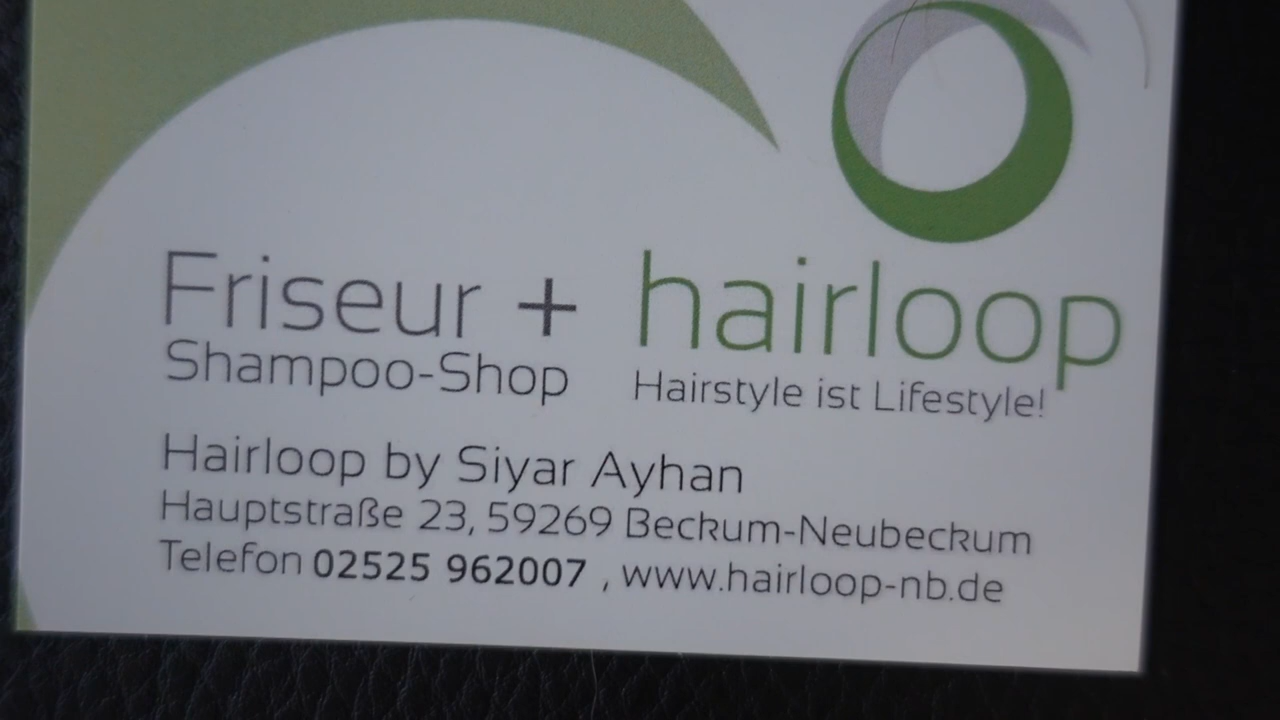 Friseur + hairloop
Shampoo-Shop Hairstyle ist Lifestyle!
Hairloop by Siyar Ayhan
Hauptstraße 23, 59269 Beckum-Neubeckum
Telefon 02525 962007 , www.hairloop-nb.de